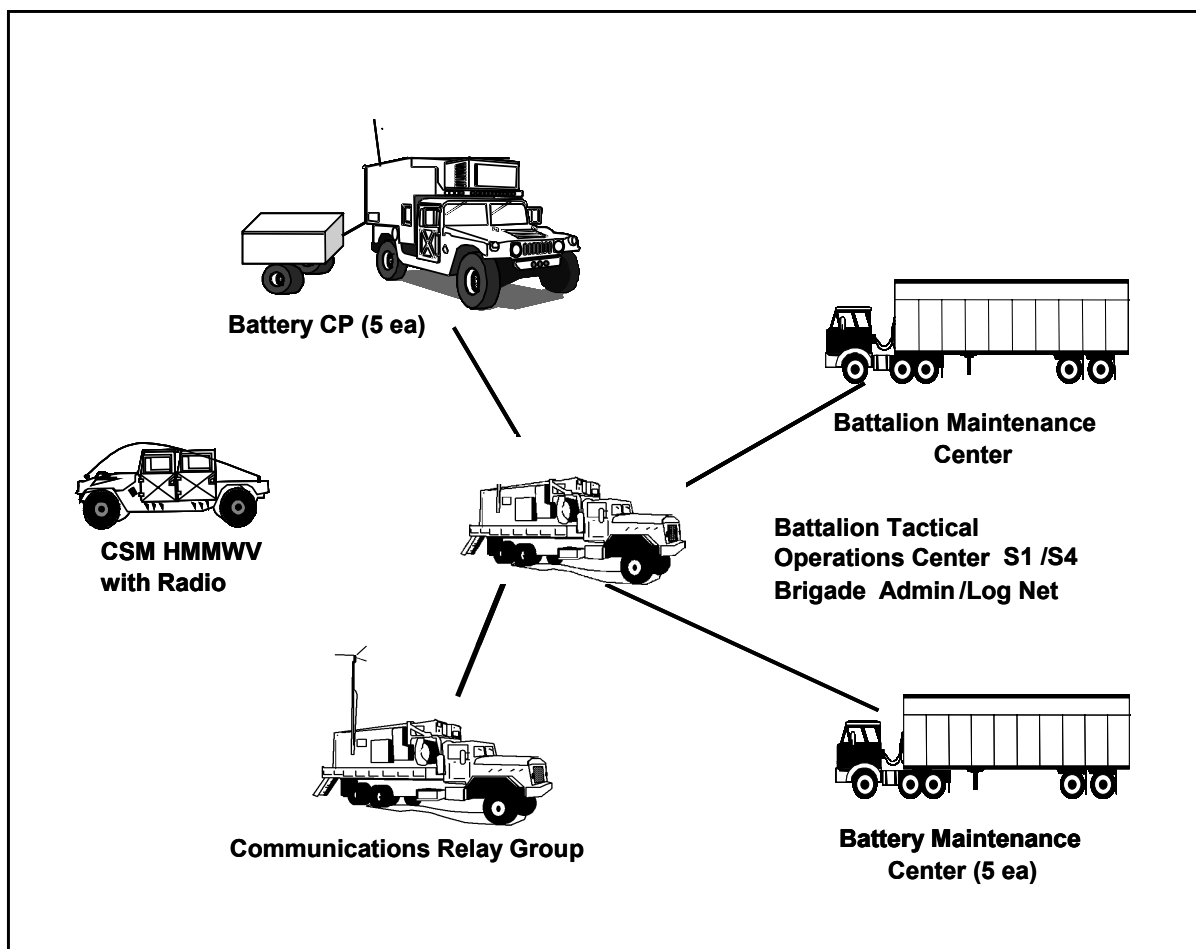 Battery CP (5 ea)
Battalion Maintenance
Center
CSM HMMWV
with Radio
Battalion Tactical
Operations Center S1 /S4
Brigade Admin /Log Net
Communications Relay Group
Battery Maintenance
Center (5 ea)